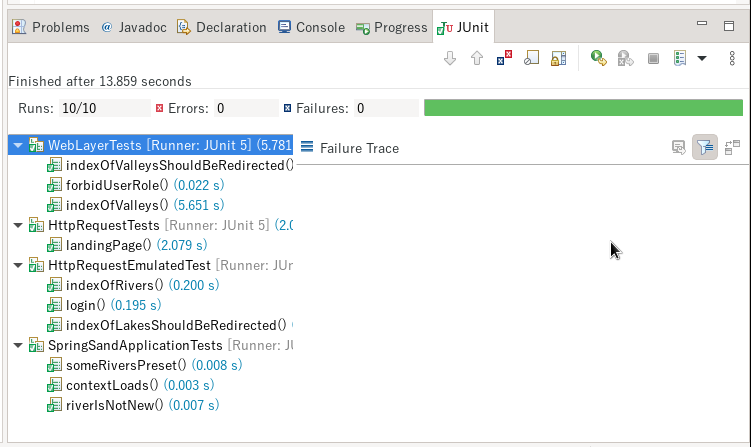 Problems @ Javadoc Declaration Console Progress JUnit
Finished after 13.859 seconds
Runs: 10/10 Errors: 0 Failures: 0
WebLayerTests [Runner: JUnit 5] (5.781
Failure Trace
indexOfValleysShouldBeRedirected()
forbidUserRole() (0.022 s)
indexOfValleys() (5.651 s)
HttpRequestTests [Runner: JUnit 5] (2.0
landingPage() (2.079 s)
HttpRequestEmulatedTest [Runner: JUn
indexOfRivers() (0.200 s)
login() (0.195 s)
indexOfLakesShouldBeRedirected() (
SpringSandApplicationTests [Runner: JU
someRiversPreset() (0.008 s)
contextLoads() (0.003 s)
riverIsNotNew() (0.007 s)